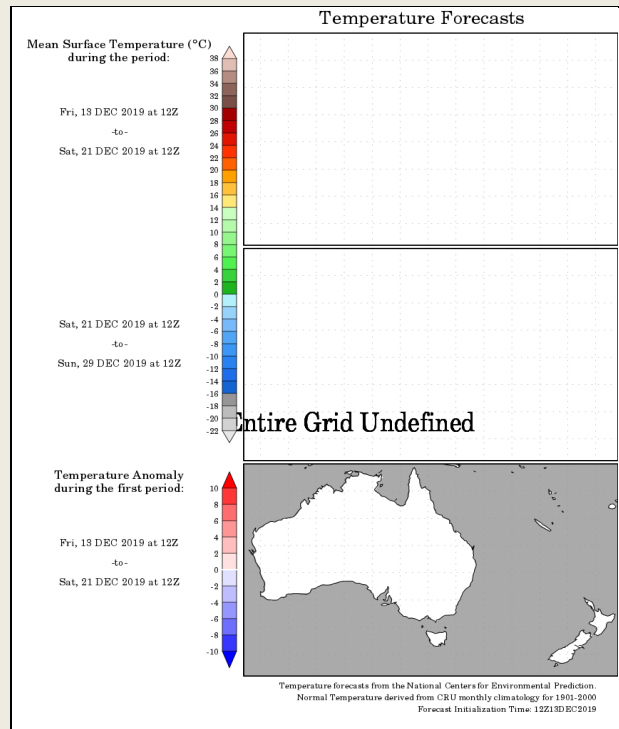 Temperature Forecasts
Mean Surface Temperature (°C)
during the period:
Fri, 13 DEC 2019 at 12Z
-to-
Sat, 21 DEC 2019 at 12Z
38
36
34
32
30
28
26
24
22
20
18
16
14
12
10
8
6
4
2
0
-2
-4
-6
-8
-10
-12
-14
-16
-18
-20
-22
Sat, 21 DEC 2019 at 12Z
-to-
Sun, 29 DEC 2019 at 12Z
Entire Grid Undefined
Temperature Anomaly
during the first period:
Fri, 13 DEC 2019 at 12Z
-to-
Sat, 21 DEC 2019 at 12Z
10
8
6
4
2
0
-2
-4
-6
-8
-10
Temperature forecasts from the National Centers for Environmental Prediction.
Normal Temperature derived from CRU monthly climatology for 1901-2000
Forecast Initialization Time: 12Z13DEC2019